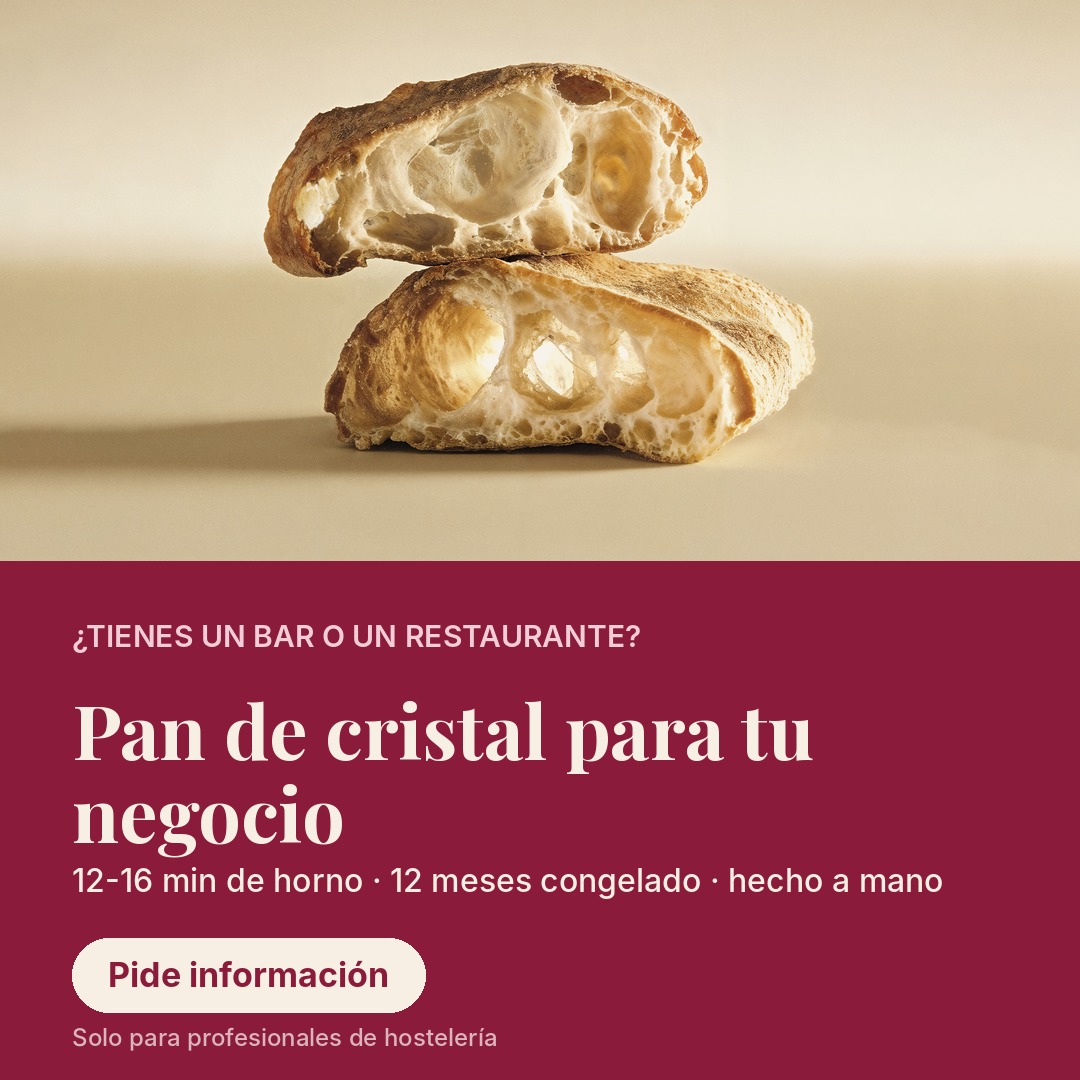 ¿TIENES UN BAR O UN RESTAURANTE?
Pan de cristal para tu
negocio
12-16 min de horno · 12 meses congelado · hecho a mano
Pide información
Solo para profesionales de hostelería